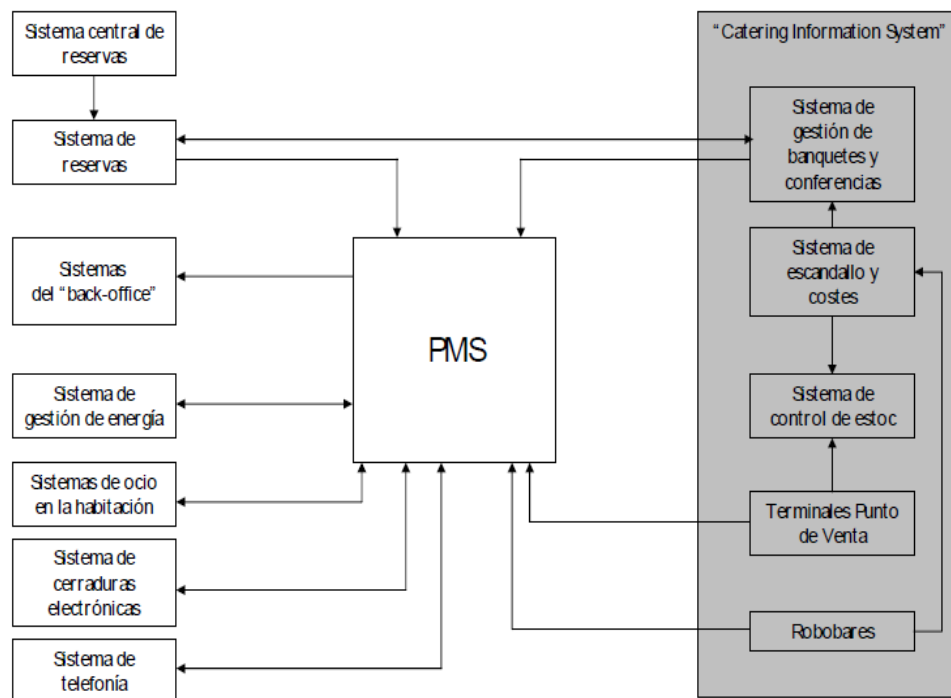 Sistema central de
reservas
Sistema de
reservas
Sistemas
del “back-office”
Sistema de
gestión de energía
Sistemas de ocio
en la habitación
Sistema de
cerraduras
electrónicas
Sistema de
telefonía
PMS
“Catering Information System”
Sistema de
gestión de
banquetes y
conferencias
Sistema de
escandallo y
costes
Sistema de
control de estoc
Terminales Punto
de Venta
Robobares